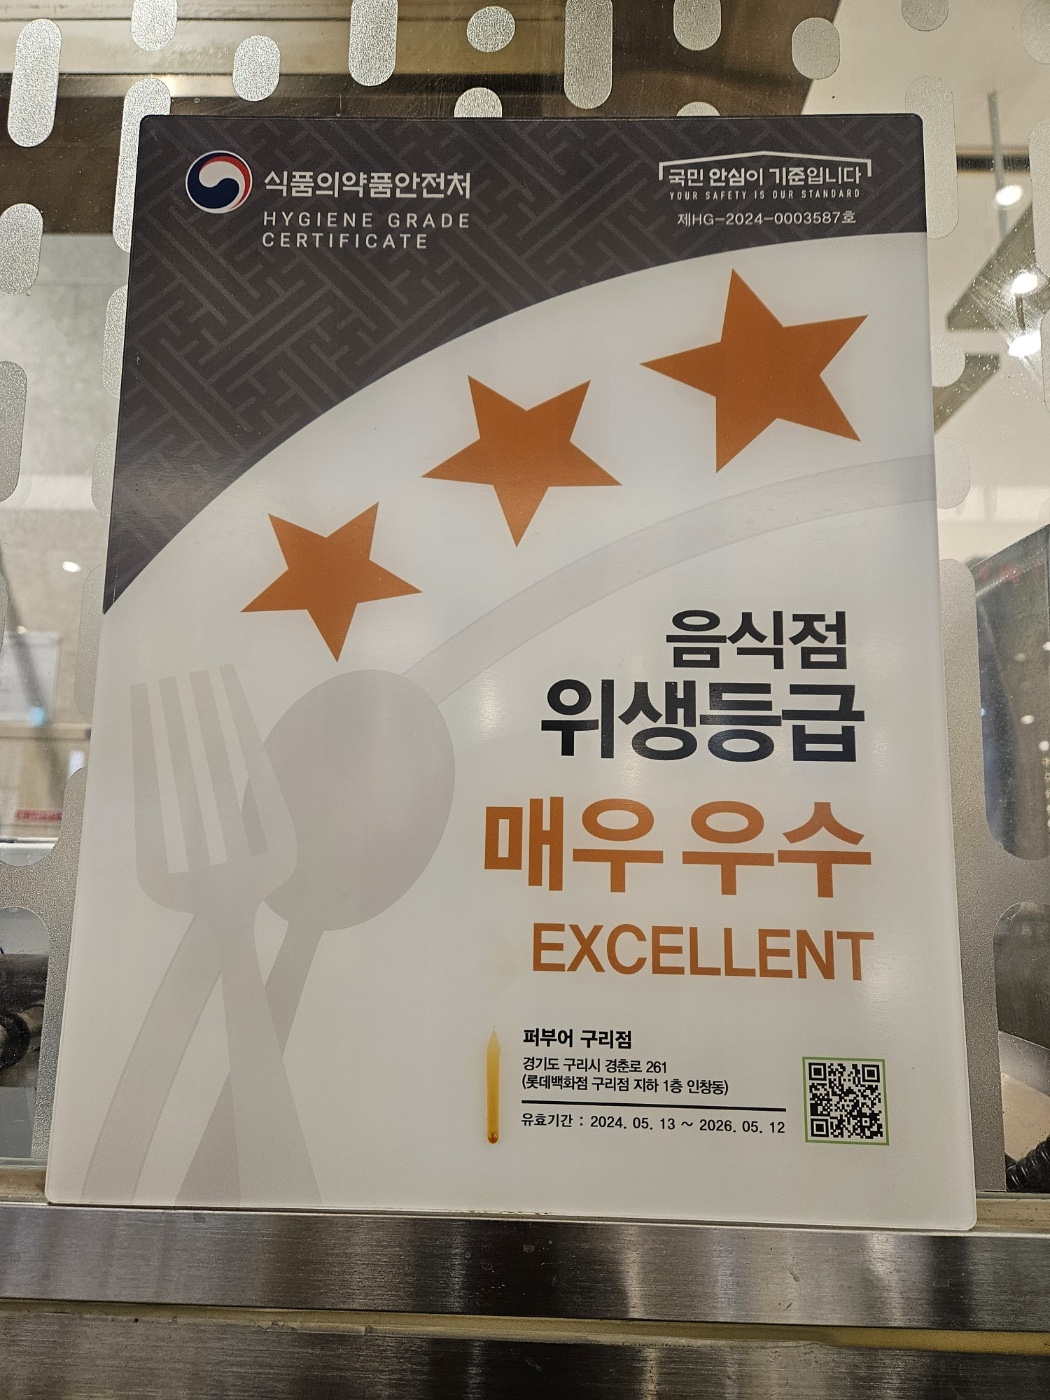 식품의약품안전처
HYGIENE GRADE
CERTIFICATE
국민 안심이 기준입니다
YOUR SAFETY IS OUR STANDARD
제HG-2024-0003587호
음식점
위생등급
매우 우수
EXCELLENT
퍼부어 구리점
경기도 구리시 경춘로 261
(롯데백화점 구리점 지하 1층 인창동)
유효기간 : 2024. 05. 13 ~ 2026. 05. 12